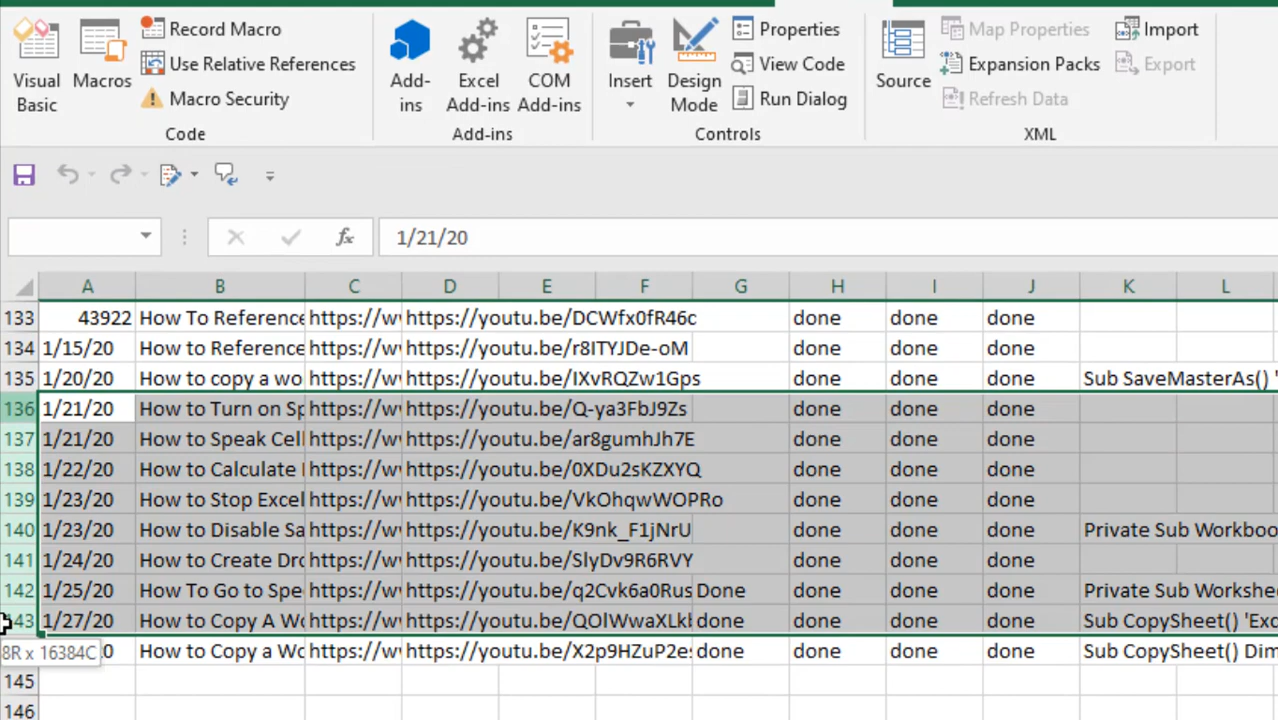 Visual Basic
Macros
Record Macro
Use Relative References
Macro Security
Code
Add-ins
Excel Add-ins
COM Add-ins
Add-ins
Insert
Design Mode
Properties
View Code
Run Dialog
Controls
Source
Map Properties
Expansion Packs
Refresh Data
Import
Export
XML
fx 1/21/20
A B C D E F G H I J K L
133 43922 How To Reference https://w https://youtu.be/DCWfx0fR46c done done done
134 1/15/20 How to Reference https://w https://youtu.be/r8ITYJDe-oM done done done
135 1/20/20 How to copy a wo https://w https://youtu.be/IXvRQZw1Gps done done done Sub SaveMasterAs() '
136 1/21/20 How to Turn on Sp https://w https://youtu.be/Q-ya3FbJ9Zs done done done
137 1/21/20 How to Speak Cell https://w https://youtu.be/ar8gumhJh7E done done done
138 1/22/20 How to Calculate https://w https://youtu.be/0XDu2sKZXYQ done done done
139 1/23/20 How to Stop Excel https://w https://youtu.be/VkOhqwWOPRo done done done
140 1/23/20 How to Disable Sa https://w https://youtu.be/K9nk_F1jNrU done done done Private Sub Workboo
141 1/24/20 How to Create Dro https://w https://youtu.be/SlyDv9R6RVY done done done
142 1/25/20 How To Go to Spe https://w https://youtu.be/q2Cvk6a0Rus Done done done done Private Sub Workshe
143 1/27/20 How to Copy A Wo https://w https://youtu.be/QOlWwaXLk done done done done Sub CopySheet() 'Exc
8R x 16384C 0 How to Copy a Wo https://w https://youtu.be/X2p9HZuP2es done done done done Sub CopySheet() Dim
145
146